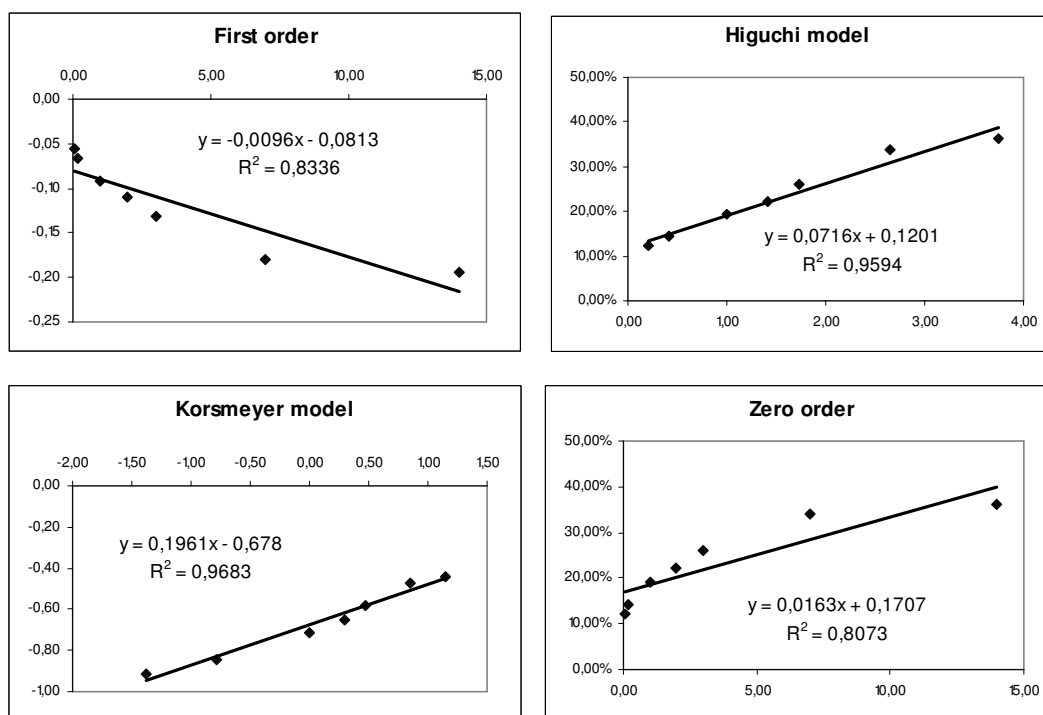 First order
0,00 5,00 10,00 15,00
0,00
-0,05
-0,10
-0,15
-0,20
-0,25
y = -0,0096x - 0,0813
R² = 0,8336
Higuchi model
50,00%
40,00%
30,00%
20,00%
10,00%
0,00%
y = 0,0716x + 0,1201
R² = 0,9594
0,00 1,00 2,00 3,00 4,00
Korsmeyer model
-2,00 -1,50 -1,00 -0,50 0,00 0,50 1,00 1,50
0,00
-0,20
-0,40
-0,60
-0,80
-1,00
y = 0,1961x - 0,678
R² = 0,9683
Zero order
50,00%
40,00%
30,00%
20,00%
10,00%
0,00%
y = 0,0163x + 0,1707
R² = 0,8073
0,00 5,00 10,00 15,00